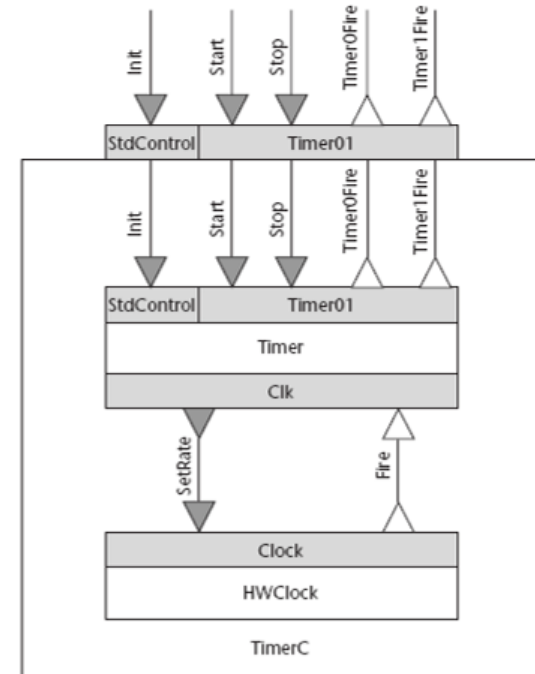 Init
Start
Stop
Timer0Fire
Timer1Fire
StdControl
Timer01
Init
Start
Stop
Timer0Fire
Timer1Fire
StdControl
Timer01
Timer
Clk
SetRate
Fire
Clock
HWClock
TimerC